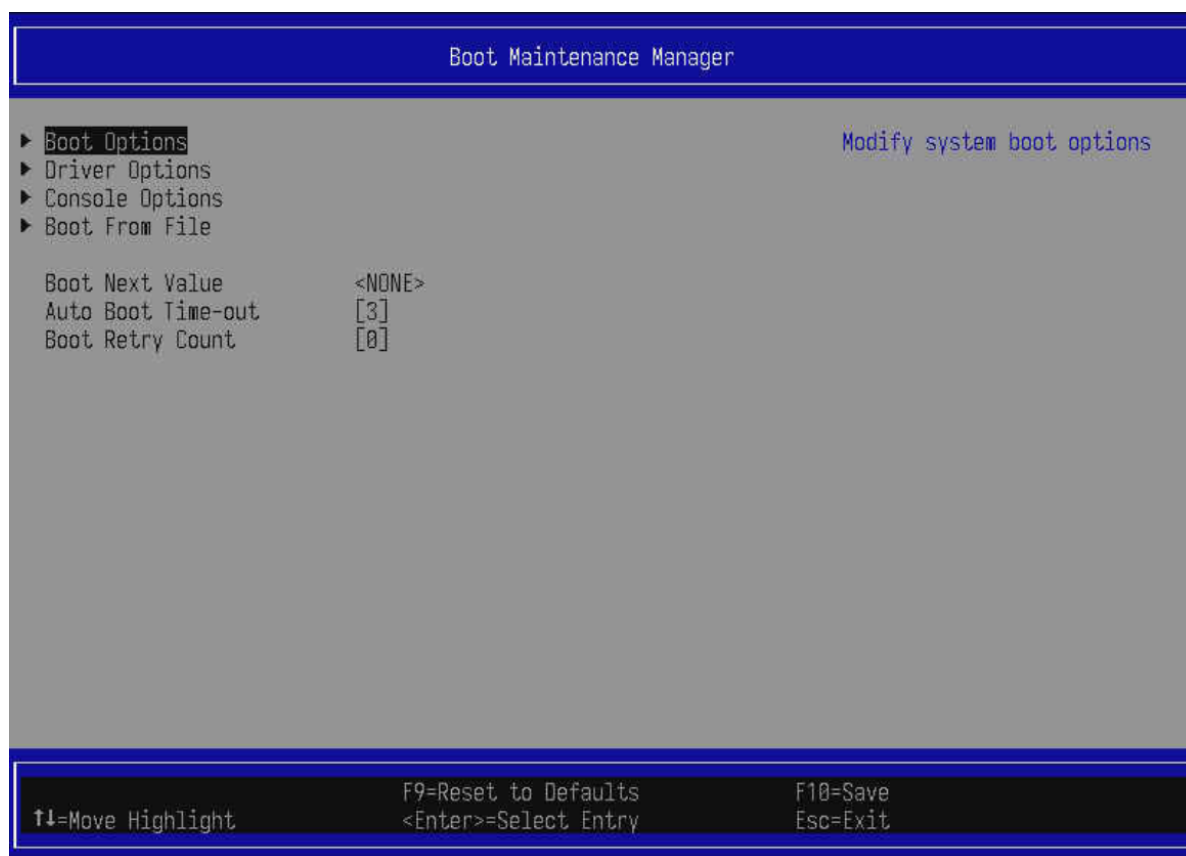 Boot Maintenance Manager
▶ Boot Options Modify system boot options
▶ Driver Options
▶ Console Options
▶ Boot From File
Boot Next Value <NONE>
Auto Boot Time-out [3]
Boot Retry Count [0]
F9=Reset to Defaults F10=Save
↑↓=Move Highlight <Enter>=Select Entry Esc=Exit